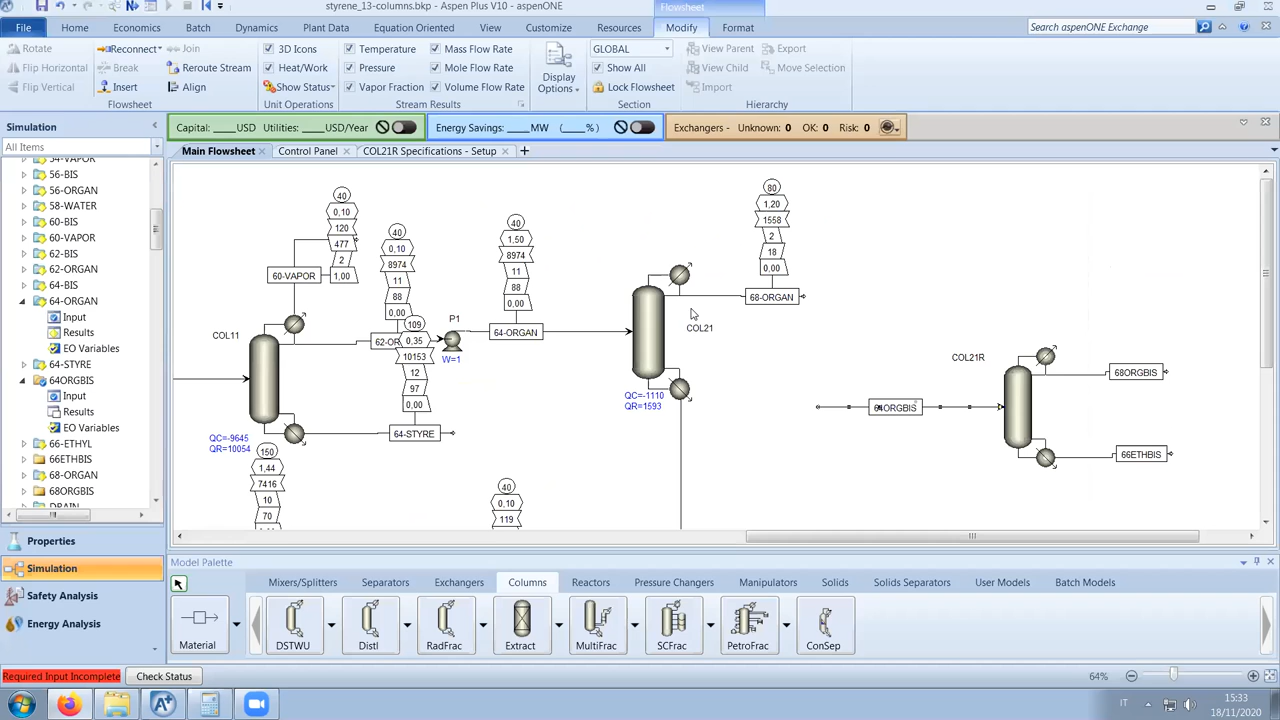 styrene_13-columns.bkp - Aspen Plus V10 - aspenONE
Flowsheet
File
Home
Economics
Batch
Dynamics
Plant Data
Equation Oriented
View
Customize
Resources
Modify
Format
Search aspenONE Exchange
Rotate
Flip Horizontal
Flip Vertical
Reconnect
Break
Insert
Join
Reroute Stream
Align
Flowsheet
3D Icons
Heat/Work
Show Status
Unit Operations
Temperature
Pressure
Vapor Fraction
Mass Flow Rate
Mole Flow Rate
Volume Flow Rate
Stream Results
Display
Options
GLOBAL
Show All
Lock Flowsheet
Section
View Parent
View Child
Import
Export
Move Selection
Hierarchy
Capital: ____USD Utilities: ____USD/Year
Energy Savings: ____MW (____%)
Exchangers - Unknown: 0 OK: 0 Risk: 0
Simulation
All Items
Main Flowsheet
Control Panel
COL21R Specifications - Setup
54-VAPOR
56-BIS
56-ORGAN
58-WATER
60-BIS
60-VAPOR
62-BIS
62-ORGAN
64-BIS
64-ORGAN
Input
Results
EO Variables
64-STYRE
64ORGBIS
Input
Results
EO Variables
66-ETHYL
66ETHBIS
68-ORGAN
68ORGBIS
DRAIN
Properties
Simulation
Safety Analysis
Energy Analysis
40
0,10
120
477
2
1,00
60-VAPOR
COL11
QC=-9645
QR=10054
150
1,44
7416
10
70
40
0,10
8974
11
88
0,00
109
0,35
10153
12
97
0,00
64-STYRE
P1
W=1
40
1,50
8974
11
88
0,00
64-ORGAN
40
0,10
119
COL21
QC=-1110
QR=1593
80
1,20
1558
2
18
0,00
68-ORGAN
COL21R
64ORGBIS
68ORGBIS
66ETHBIS
Model Palette
Mixers/Splitters
Separators
Exchangers
Columns
Reactors
Pressure Changers
Manipulators
Solids
Solids Separators
User Models
Batch Models
Material
DSTWU
Distl
RadFrac
Extract
MultiFrac
SCFrac
PetroFrac
ConSep
Required Input Incomplete
Check Status
64%
IT
15:33
18/11/2020